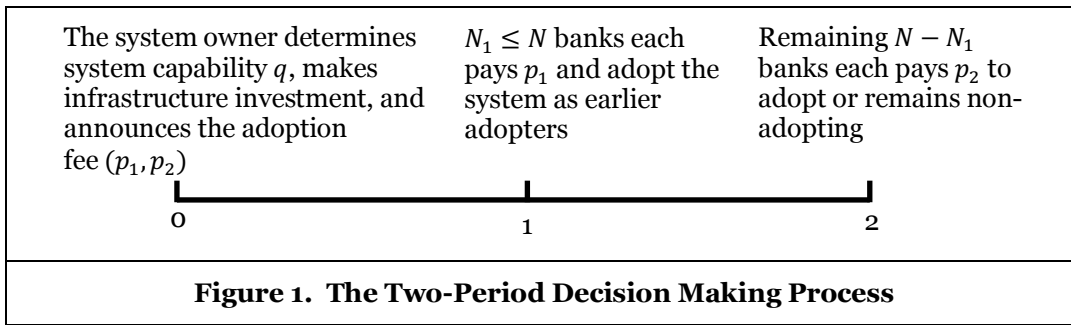 The system owner determines
system capability q, makes
infrastructure investment, and
announces the adoption
fee (p₁, p₂)
N₁ ≤ N banks each
pays p₁ and adopt the
system as earlier
adopters
Remaining N − N₁
banks each pays p₂ to
adopt or remains non-
adopting
0
1
2
Figure 1. The Two-Period Decision Making Process